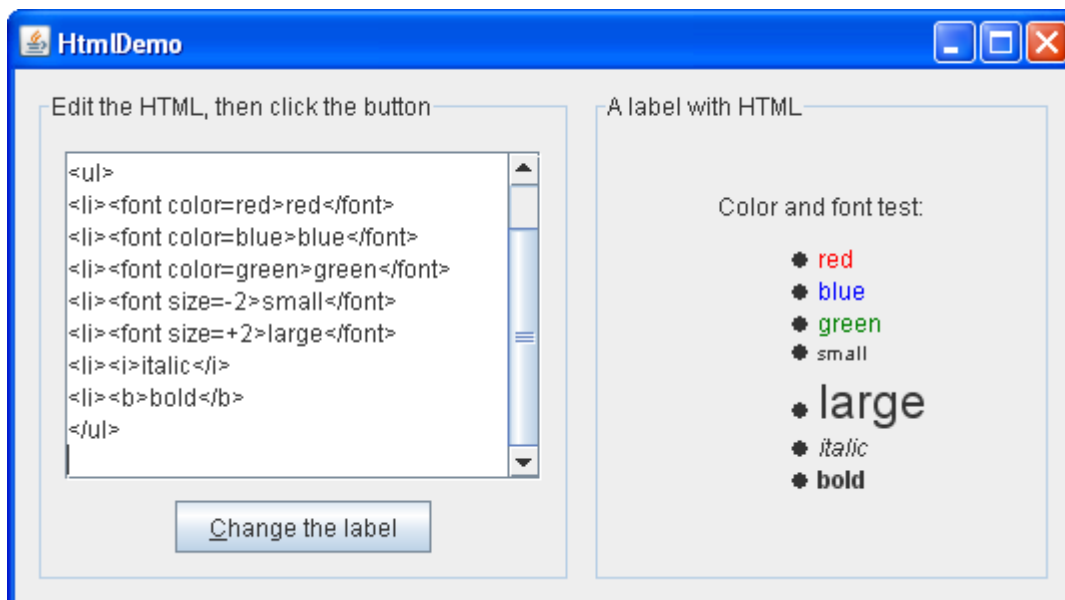 HtmlDemo
Edit the HTML, then click the button
<ul>
<li><font color=red>red</font>
<li><font color=blue>blue</font>
<li><font color=green>green</font>
<li><font size=-2>small</font>
<li><font size=+2>large</font>
<li><i>italic</i>
<li><b>bold</b>
</ul>
Change the label
A label with HTML
Color and font test:
red
blue
green
small
large
italic
bold